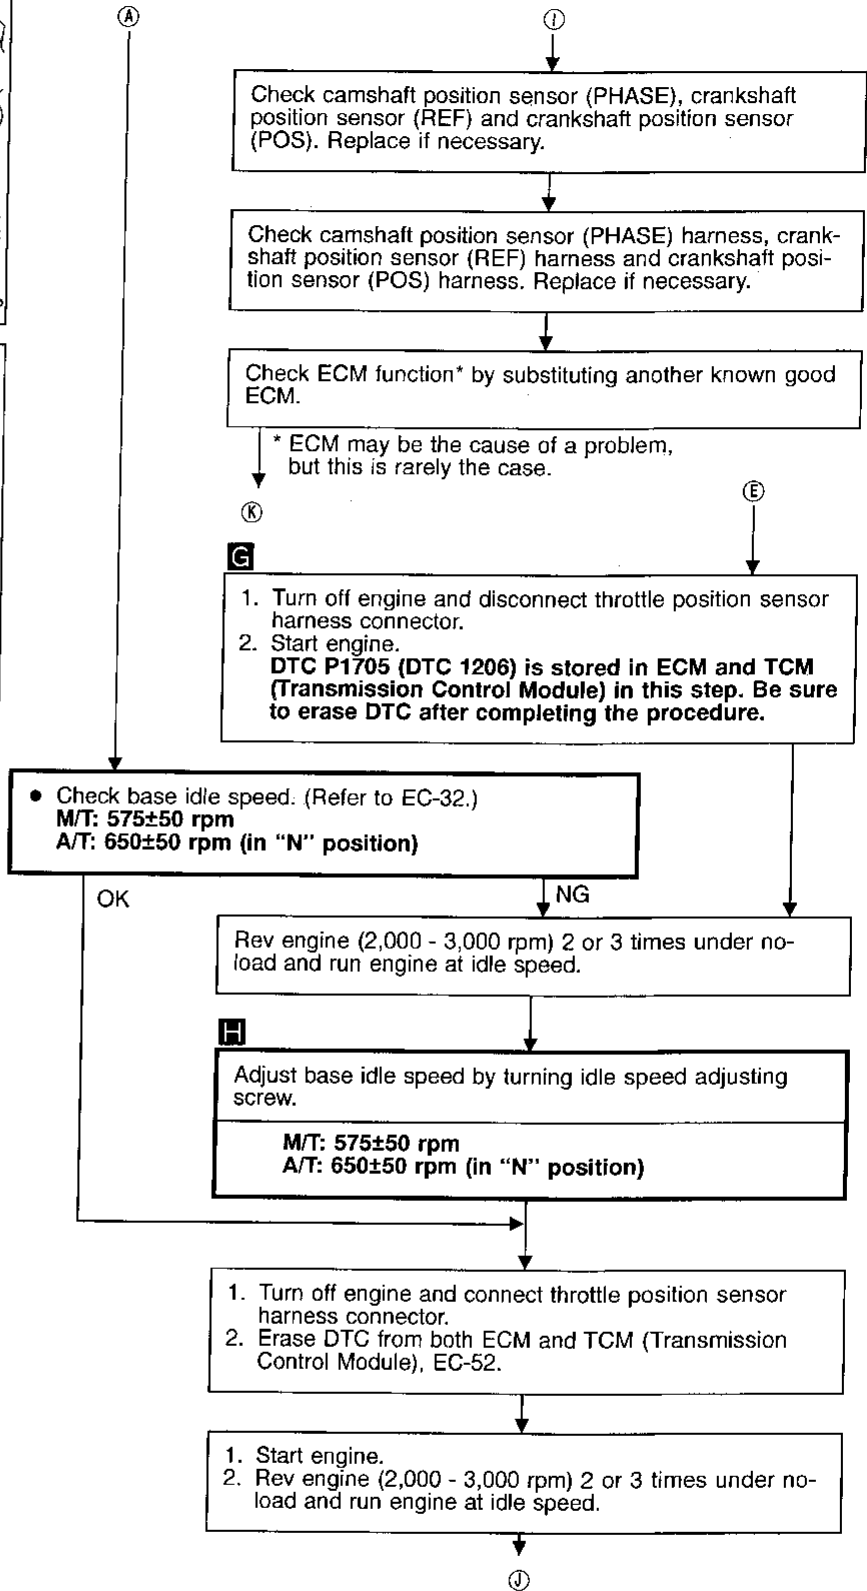 A
I
Check camshaft position sensor (PHASE), crankshaft
position sensor (REF) and crankshaft position sensor
(POS). Replace if necessary.
Check camshaft position sensor (PHASE) harness, crank-
shaft position sensor (REF) harness and crankshaft posi-
tion sensor (POS) harness. Replace if necessary.
Check ECM function* by substituting another known good
ECM.
* ECM may be the cause of a problem,
but this is rarely the case.
K
E
G
1. Turn off engine and disconnect throttle position sensor
harness connector.
2. Start engine.
DTC P1705 (DTC 1206) is stored in ECM and TCM
(Transmission Control Module) in this step. Be sure
to erase DTC after completing the procedure.
● Check base idle speed. (Refer to EC-32.)
M/T: 575±50 rpm
A/T: 650±50 rpm (in “N” position)
OK
NG
Rev engine (2,000 - 3,000 rpm) 2 or 3 times under no-
load and run engine at idle speed.
H
Adjust base idle speed by turning idle speed adjusting
screw.
M/T: 575±50 rpm
A/T: 650±50 rpm (in “N” position)
1. Turn off engine and connect throttle position sensor
harness connector.
2. Erase DTC from both ECM and TCM (Transmission
Control Module), EC-52.
1. Start engine.
2. Rev engine (2,000 - 3,000 rpm) 2 or 3 times under no-
load and run engine at idle speed.
J